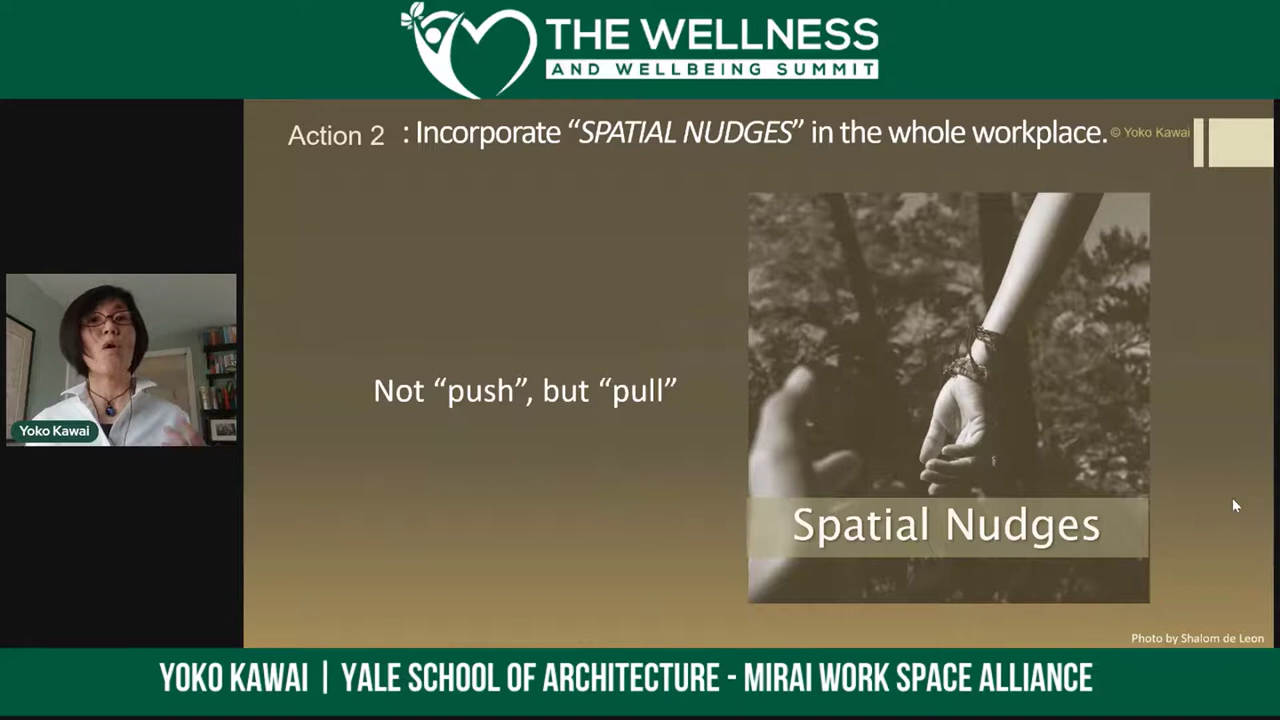 THE WELLNESS
AND WELLBEING SUMMIT
Action 2 : Incorporate “SPATIAL NUDGES” in the whole workplace. © Yoko Kawai
Not “push”, but “pull”
Yoko Kawai
Spatial Nudges
Photo by Shalom de Leon
YOKO KAWAI | YALE SCHOOL OF ARCHITECTURE - MIRAI WORK SPACE ALLIANCE